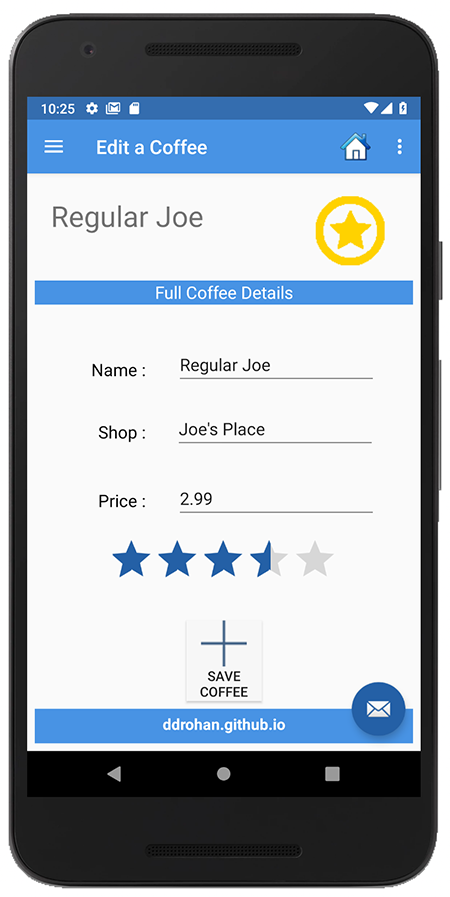 10:25
Edit a Coffee
Regular Joe
Full Coffee Details
Name : Regular Joe
Shop : Joe's Place
Price : 2.99
SAVE
COFFEE
ddrohan.github.io